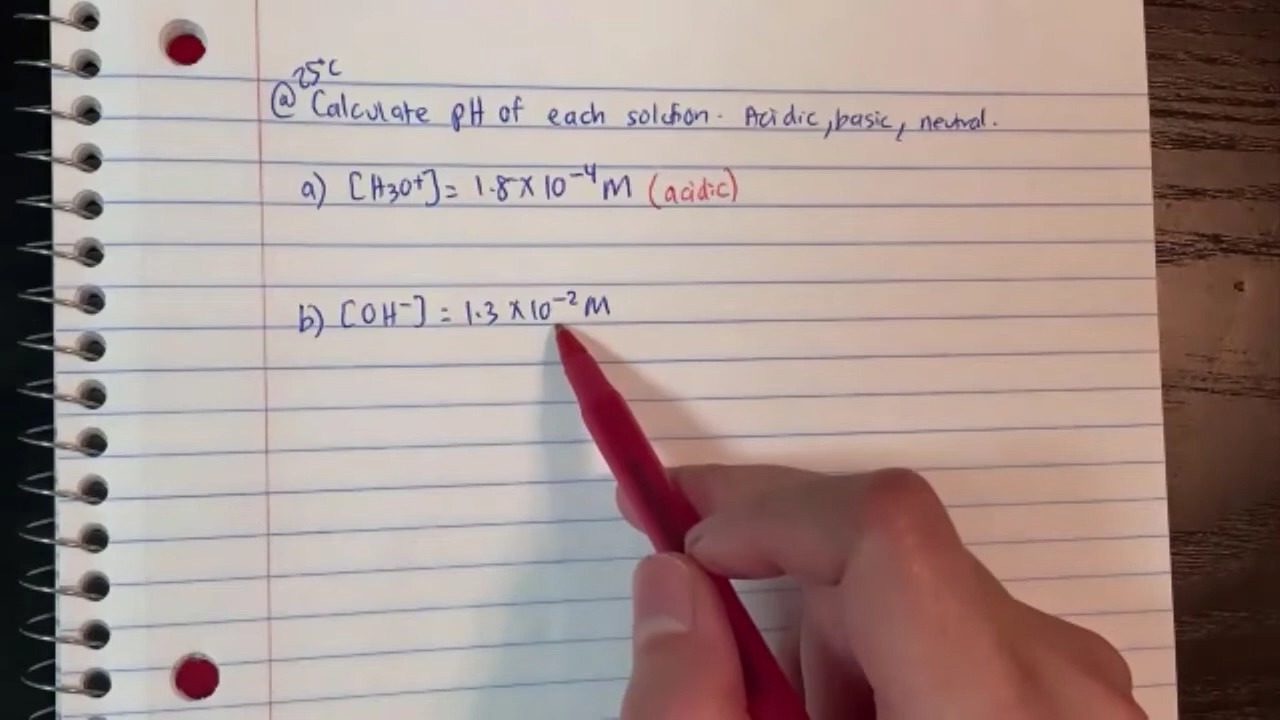 @ 25°C Calculate pH of each solution. Acidic, basic, neutral.
a) [H3O+] = 1.8 x 10⁻⁴ M (acidic)
b) [OH⁻] = 1.3 x 10⁻² M